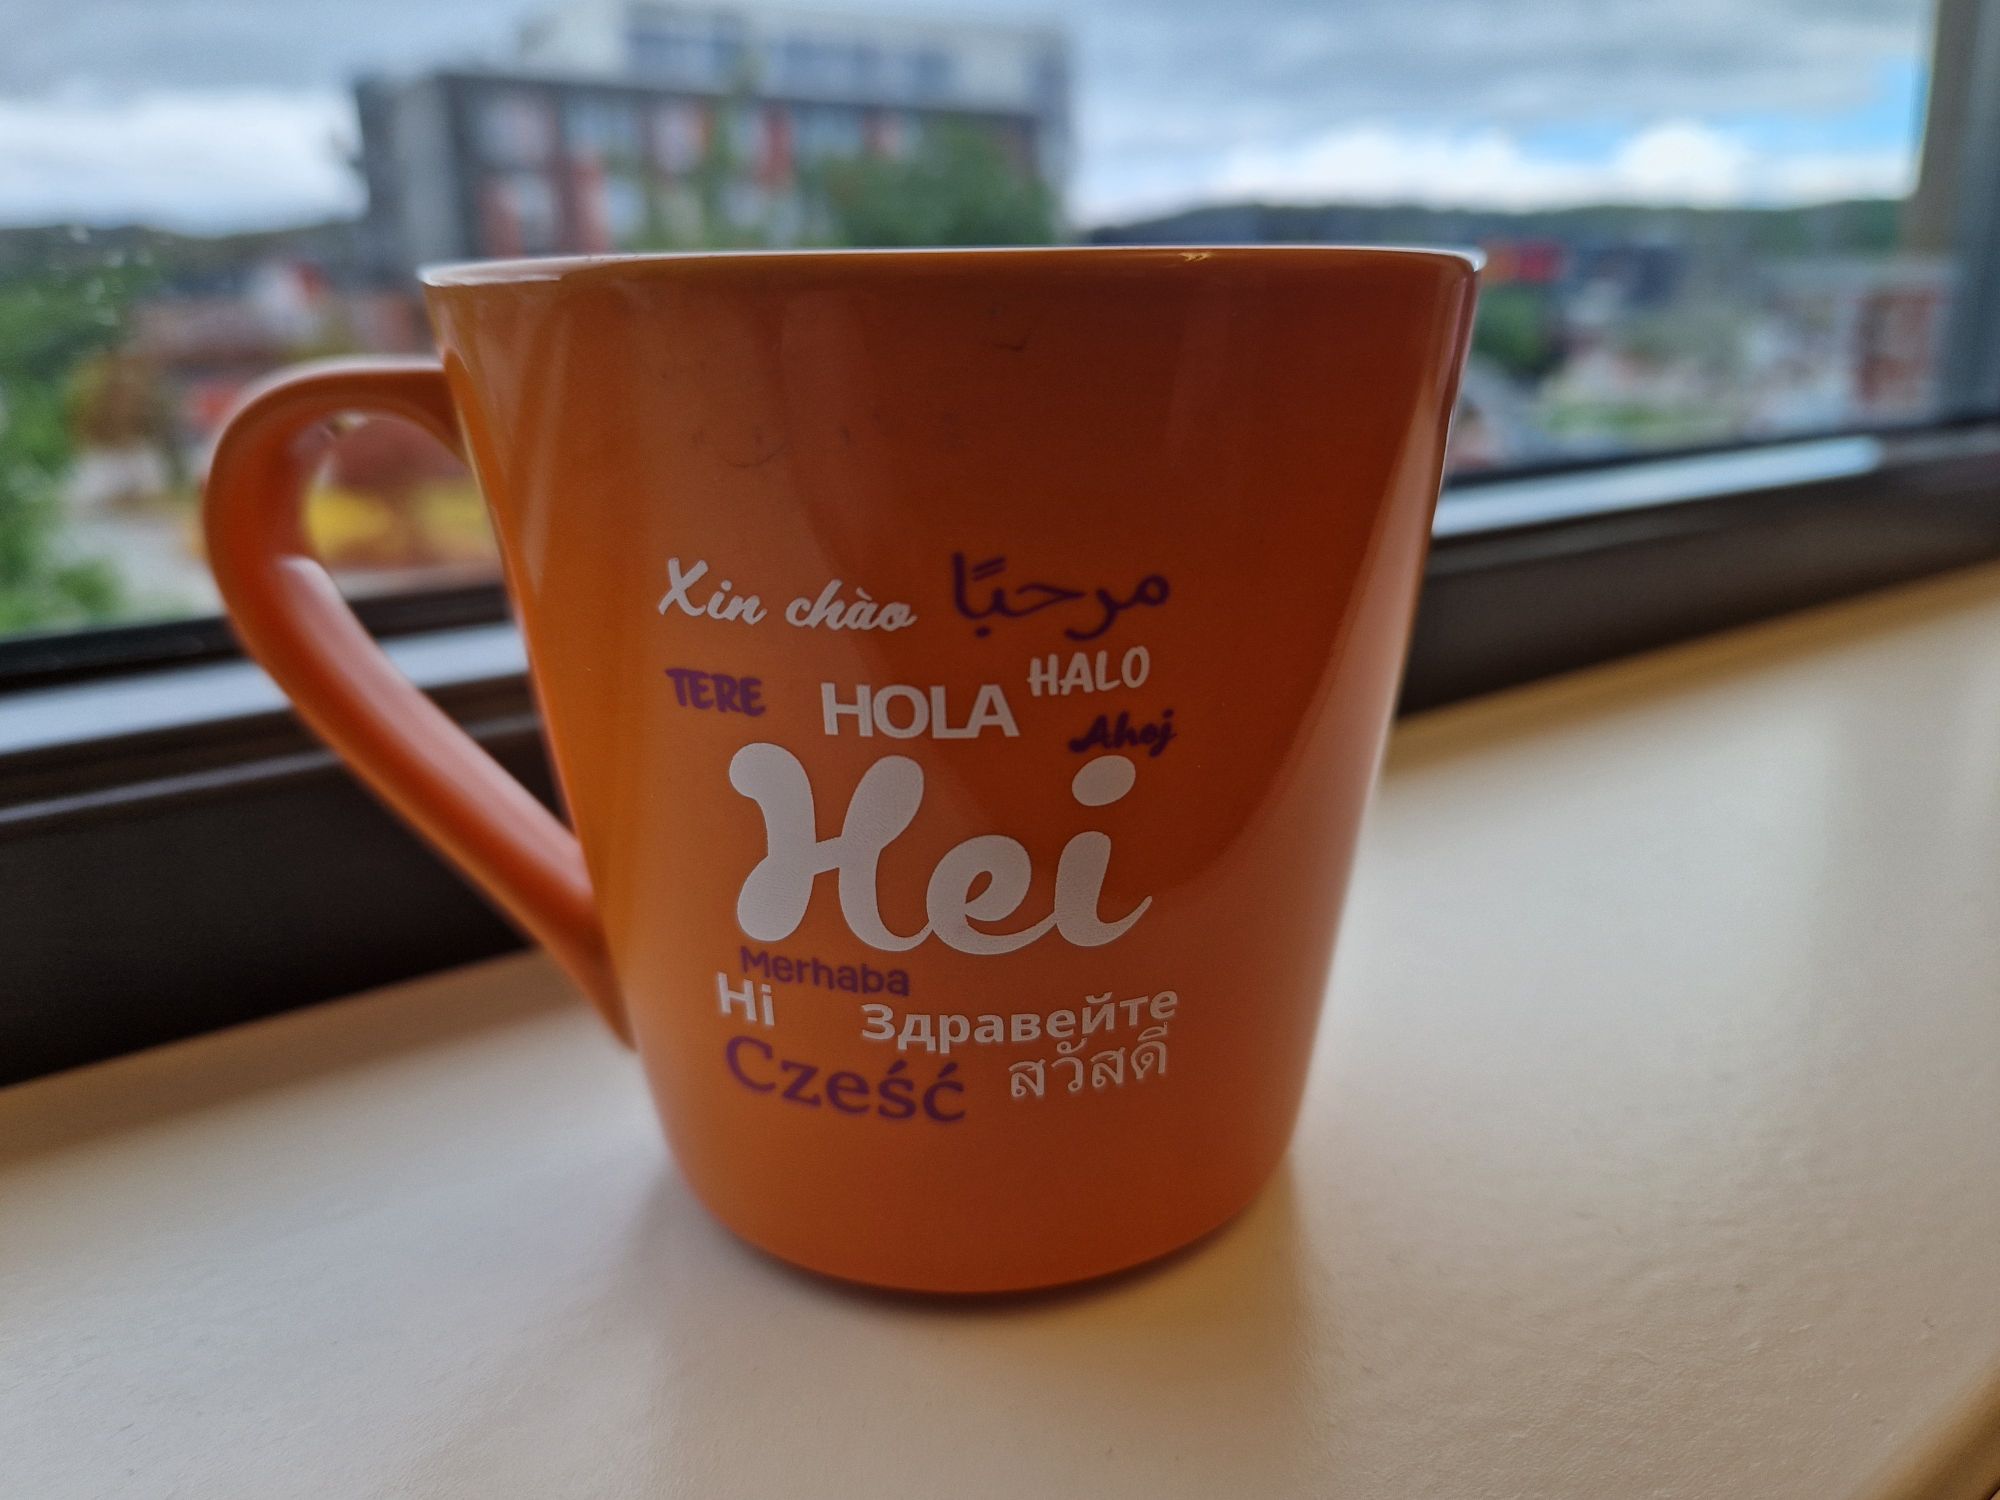 Xin chào مرحبًا
TERE HOLA HALO
Ahoj
Hei
Merhaba
Hi Здравейте
Cześć สวัสดี